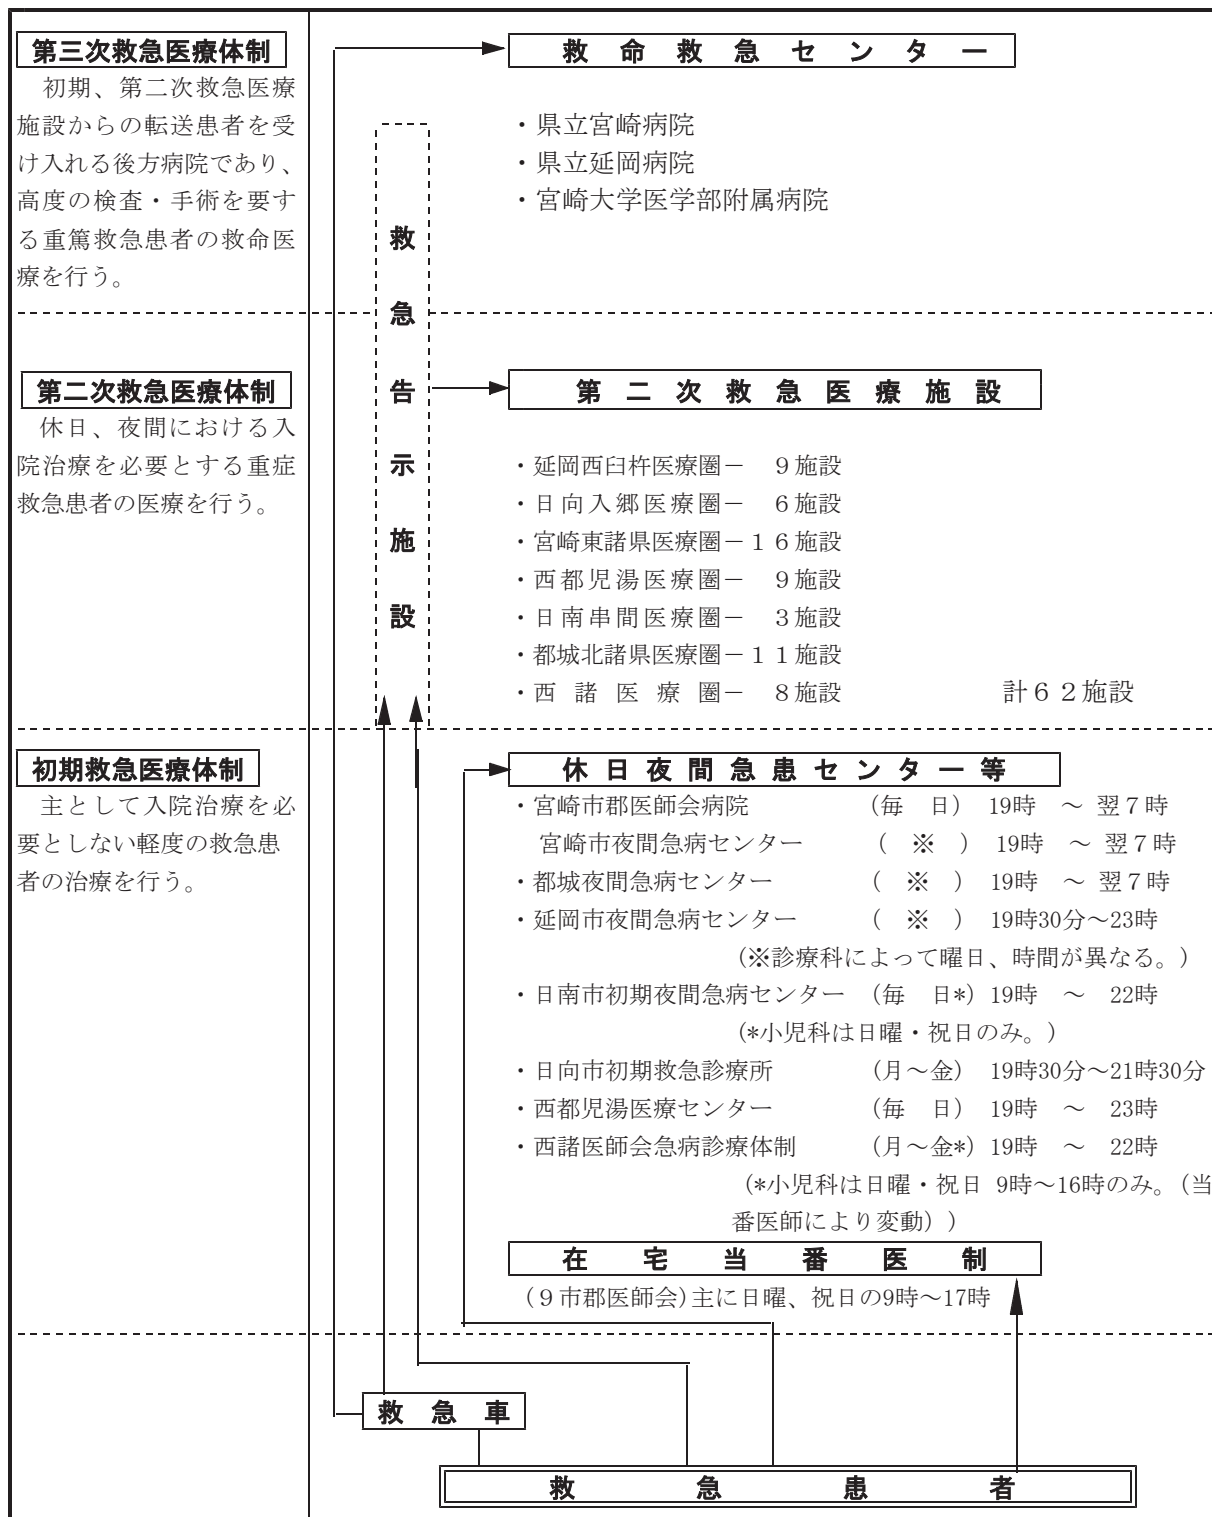 第三次救急医療体制
初期、第二次救急医療
施設からの転送患者を受
け入れる後方病院であり、
高度の検査・手術を要す
る重篤救急患者の救命医
療を行う。
救命救急センター
・県立宮崎病院
・県立延岡病院
・宮崎大学医学部附属病院
救急告示施設
第二次救急医療体制
休日、夜間における入
院治療を必要とする重症
救急患者の医療を行う。
第二次救急医療施設
・延岡西臼杵医療圏－　９施設
・日向入郷医療圏－　６施設
・宮崎東諸県医療圏－１６施設
・西都児湯医療圏－　９施設
・日南串間医療圏－　３施設
・都城北諸県医療圏－１１施設
・西諸医療圏－　８施設　計６２施設
初期救急医療体制
主として入院治療を必
要としない軽度の救急患
者の治療を行う。
休日夜間急患センター等
・宮崎市郡医師会病院　（毎　日）　19時　～　翌７時
宮崎市夜間急病センター　（　※　）　19時　～　翌７時
・都城夜間急病センター　（　※　）　19時　～　翌７時
・延岡市夜間急病センター　（　※　）　19時30分～23時
（※診療科によって曜日、時間が異なる。）
・日南市初期夜間急病センター　（毎　日*）19時　～　22時
（*小児科は日曜・祝日のみ。）
・日向市初期救急診療所　（月～金）　19時30分～21時30分
・西都児湯医療センター　（毎　日）　19時　～　23時
・西諸医師会急病診療体制　（月～金*）19時　～　22時
（*小児科は日曜・祝日 9時～16時のみ。（当
番医師により変動））
在宅当番医制
（９市郡医師会）主に日曜、祝日の9時～17時
救急車
救急患者